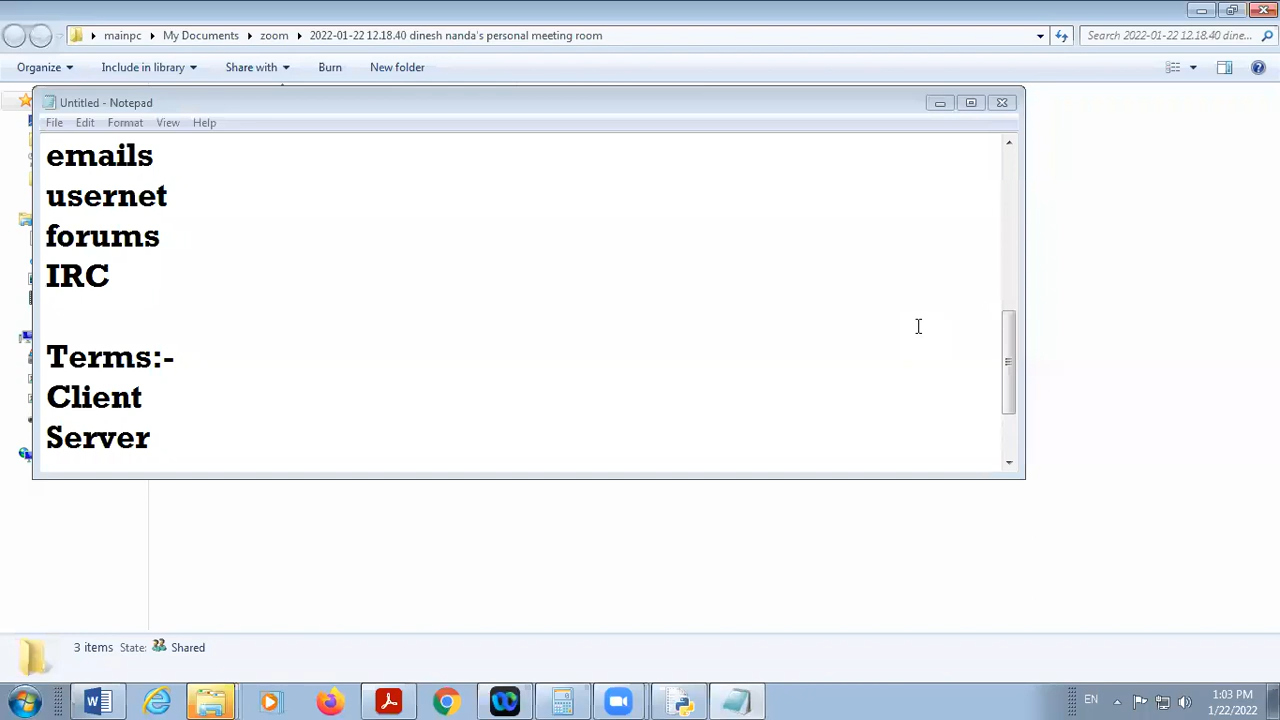 mainpc My Documents zoom 2022-01-22 12.18.40 dinesh nanda's personal meeting room Search 2022-01-22 12.18.40 dine...
Organize Include in library Share with Burn New folder
Untitled - Notepad
File Edit Format View Help
emails
usernet
forums
IRC
Terms:-
Client
Server
3 items State: Shared
EN 1:03 PM
1/22/2022